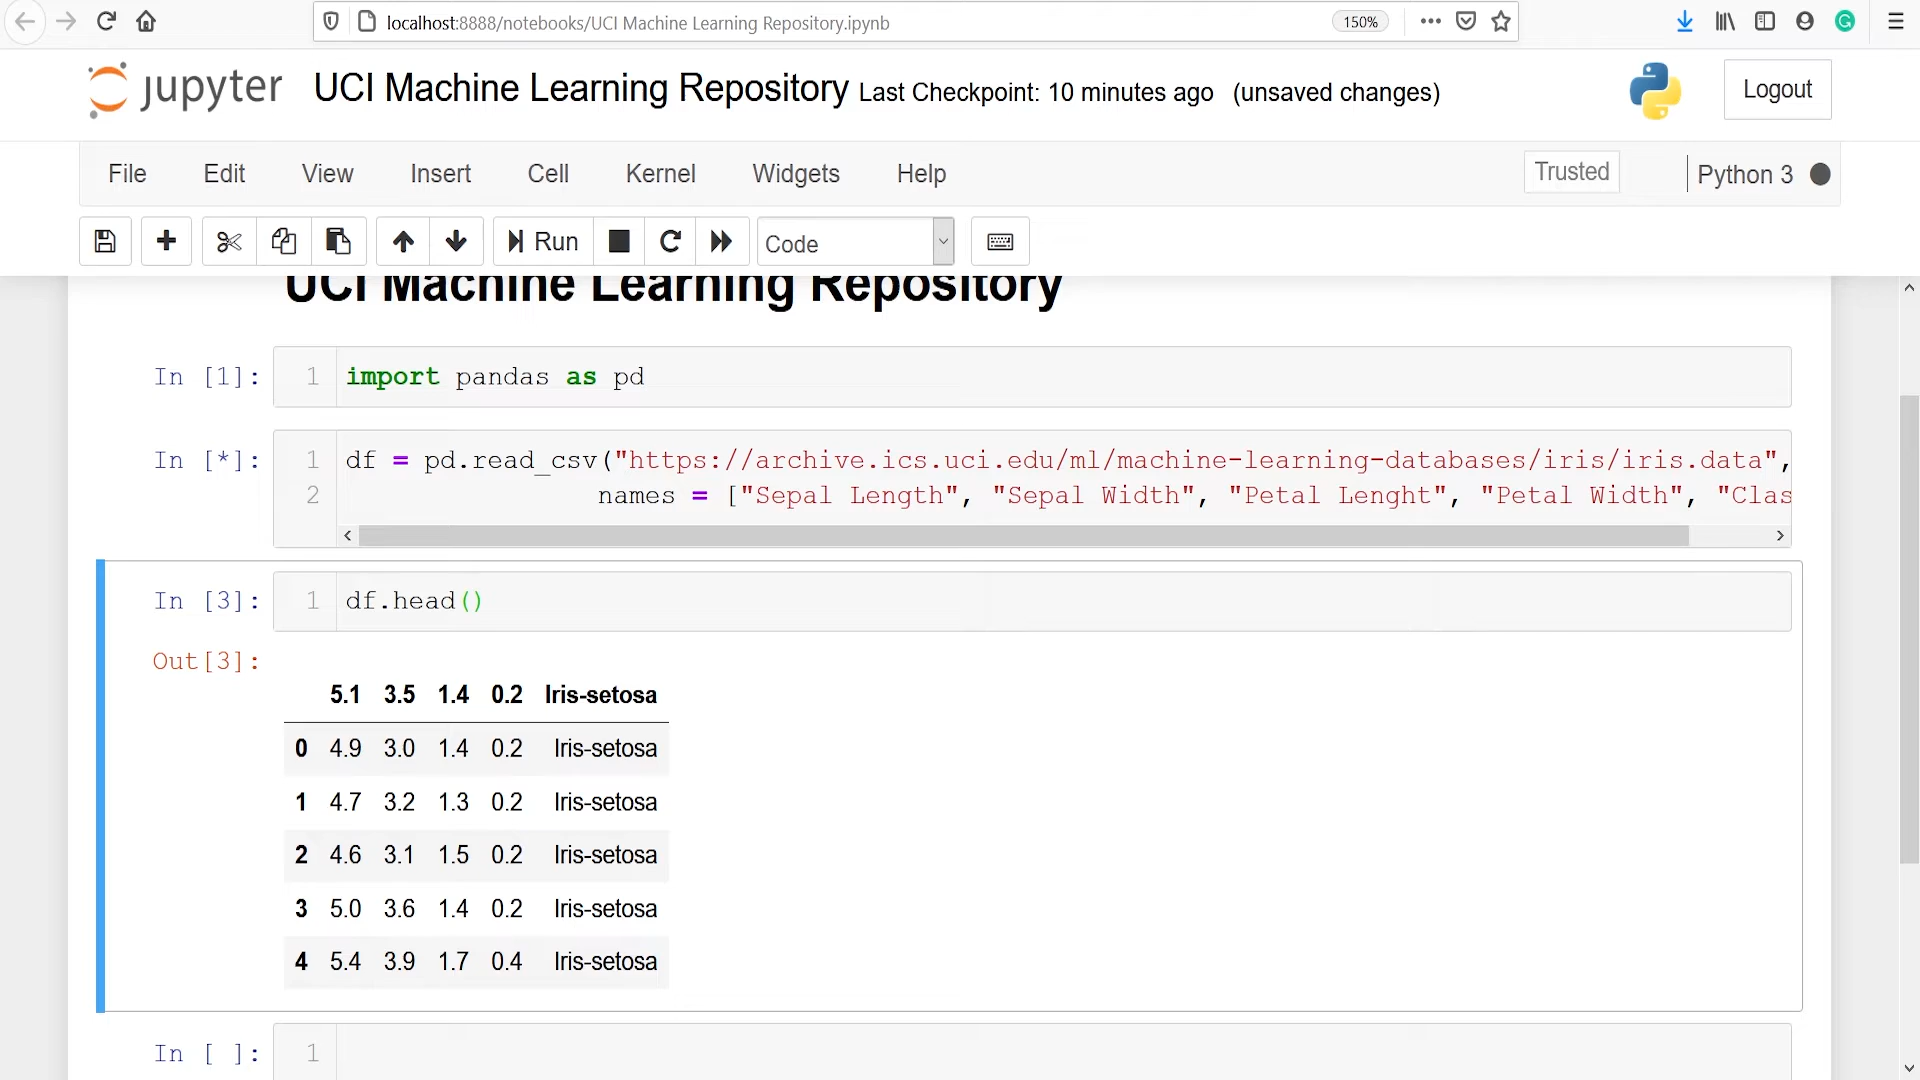 localhost:8888/notebooks/UCI Machine Learning Repository.ipynb 150%
jupyter UCI Machine Learning Repository Last Checkpoint: 10 minutes ago (unsaved changes) Logout
File Edit View Insert Cell Kernel Widgets Help Trusted Python 3
Run Code
UCI Machine Learning Repository
In [1]: 1 import pandas as pd
In [*]: 1 df = pd.read_csv("https://archive.ics.uci.edu/ml/machine-learning-databases/iris/iris.data",
2 names = ["Sepal Length", "Sepal Width", "Petal Lenght", "Petal Width", "Clas
In [3]: 1 df.head()
Out[3]:
5.1 3.5 1.4 0.2 Iris-setosa
0 4.9 3.0 1.4 0.2 Iris-setosa
1 4.7 3.2 1.3 0.2 Iris-setosa
2 4.6 3.1 1.5 0.2 Iris-setosa
3 5.0 3.6 1.4 0.2 Iris-setosa
4 5.4 3.9 1.7 0.4 Iris-setosa
In [ ]: 1